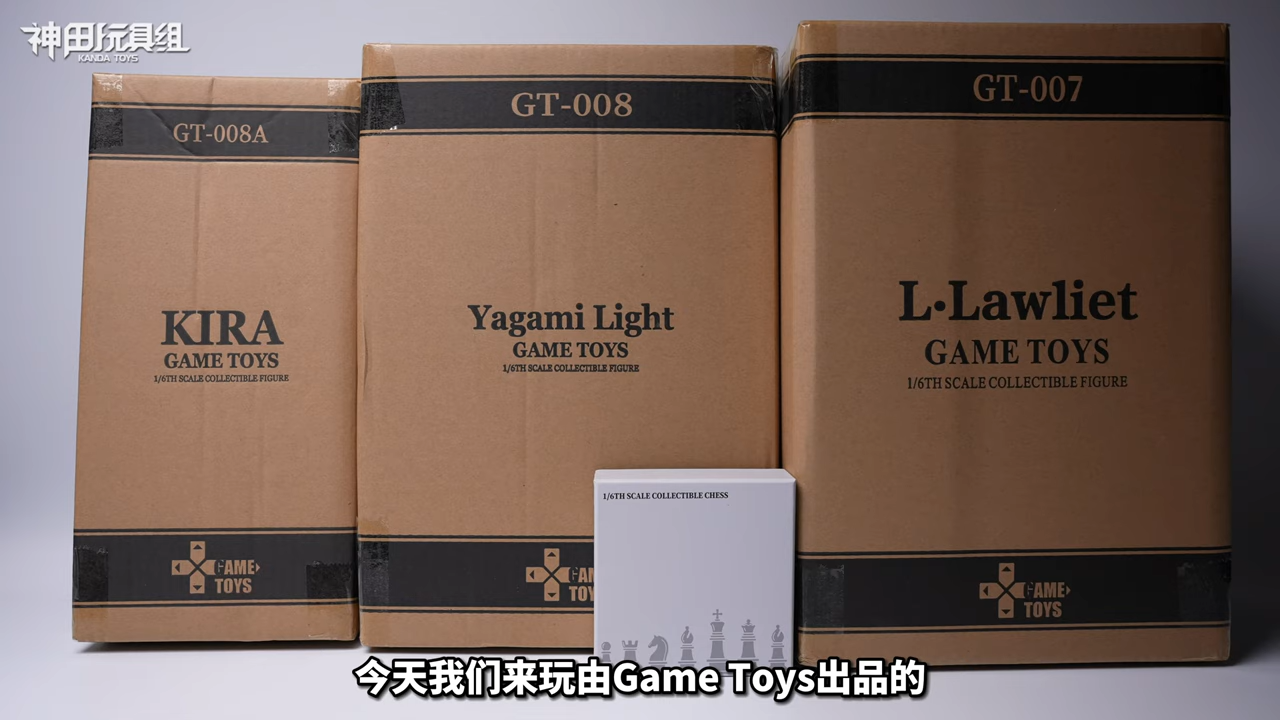 神田玩具组
KANDA TOYS
GT-008A
KIRA
GAME TOYS
1/6TH SCALE COLLECTIBLE FIGURE
GAME
TOYS
GT-008
Yagami Light
GAME TOYS
1/6TH SCALE COLLECTIBLE FIGURE
GT-007
L·Lawliet
GAME TOYS
1/6TH SCALE COLLECTIBLE FIGURE
GAME
TOYS
1/6TH SCALE COLLECTIBLE CHESS
今天我们来玩由Game Toys出品的